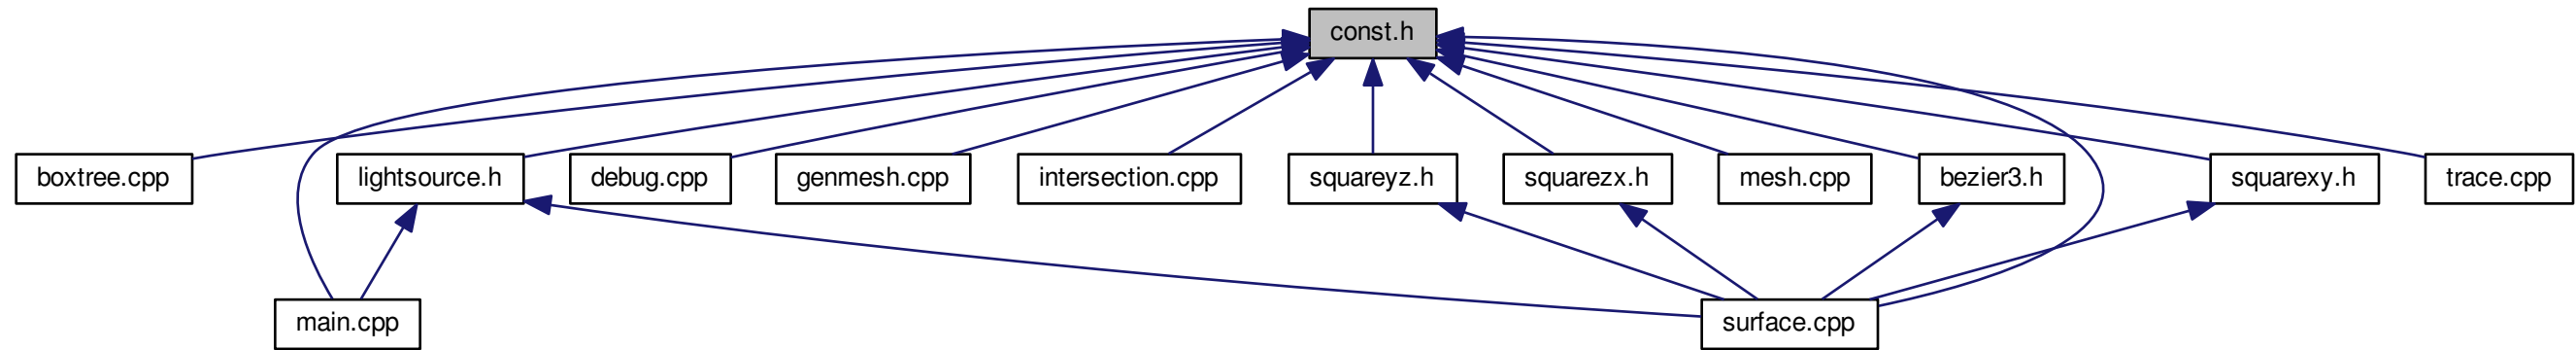 const.h
boxtree.cpp
lightsource.h
debug.cpp
genmesh.cpp
intersection.cpp
squareyz.h
squarezx.h
mesh.cpp
bezier3.h
squarexy.h
trace.cpp
main.cpp
surface.cpp